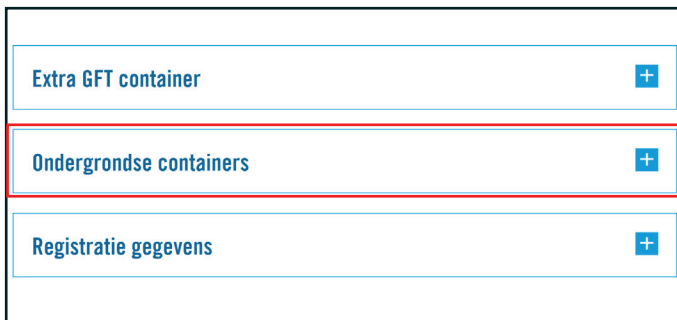 Extra GFT container
Ondergrondse containers
Registratie gegevens